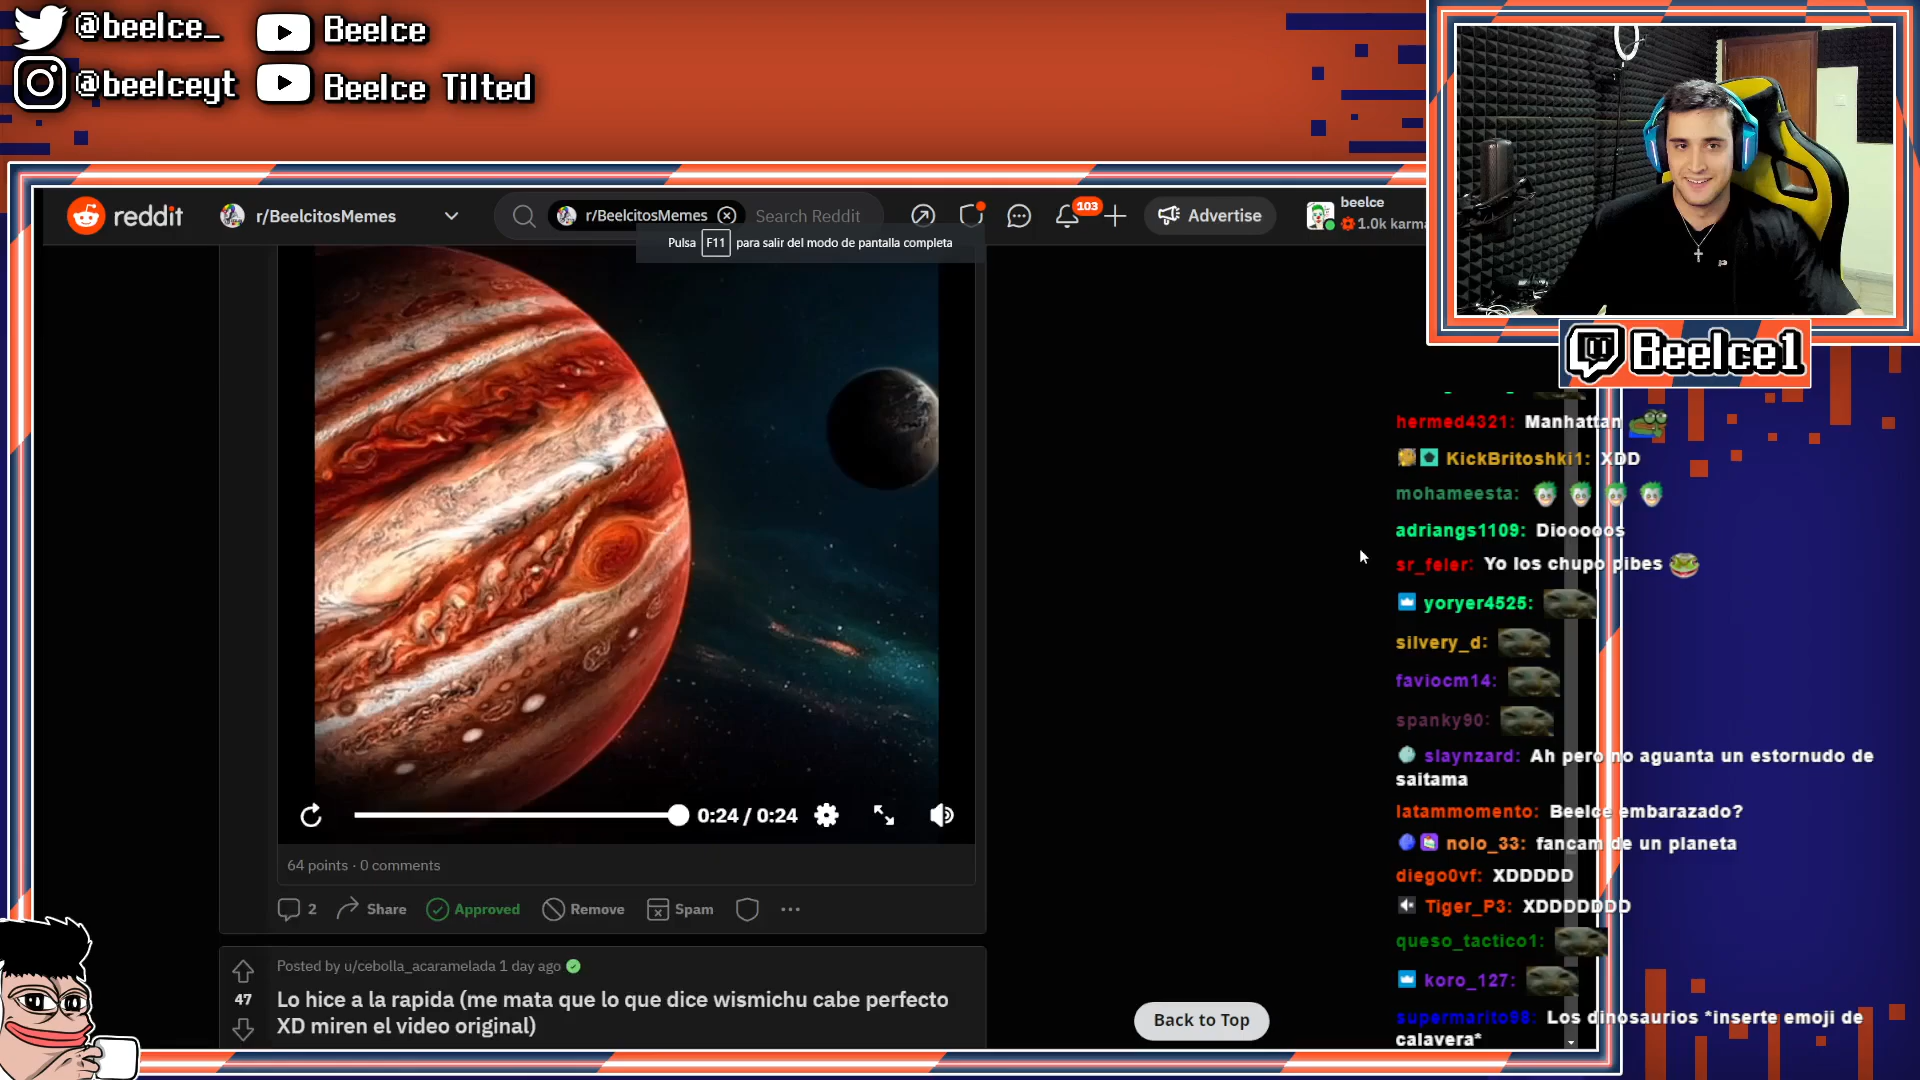 @beelce_
Beelce
@beelceyt
Beelce Tilted
reddit
r/BeelcitosMemes
r/BeelcitosMemes
Search Reddit
103
Advertise
beelce
1.0k karma
Pulsa F11 para salir del modo de pantalla completa
Beelce1
hermed4321: Manhattan
KickBritoshki1: XDD
mohameesta:
adriangs1109: Diooooos
sr_feler: Yo los chupo pibes
yoryer4525:
silvery_d:
faviocm14:
spanky90:
slaynzard: Ah pero no aguanta un estornudo de
saitama
latammomento: Beelce embarazado?
nolo_33: fancam de un planeta
diego0vf: XDDDDD
Tiger_P3: XDDDDDDD
queso_tactico1:
koro_127:
supermarito98: Los dinosaurios *inserte emoji de
calavera*
0:24 / 0:24
64 points · 0 comments
2
Share
Approved
Remove
Spam
Posted by u/cebolla_acaramelada 1 day ago
47
Lo hice a la rapida (me mata que lo que dice wismichu cabe perfecto
XD miren el video original)
Back to Top